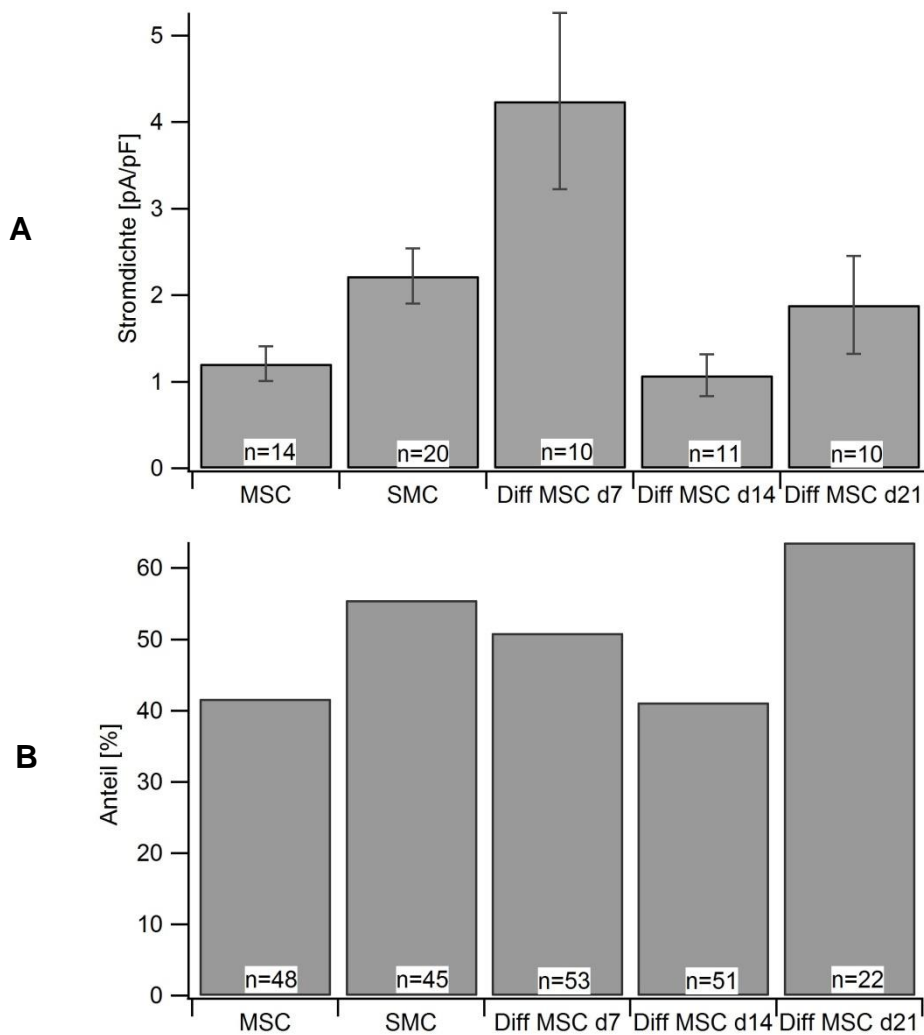 A
Stromdichte [pA/pF]
5
4
3
2
1
0
n=14 n=20 n=10 n=11 n=10
MSC SMC Diff MSC d7 Diff MSC d14 Diff MSC d21
B
Anteil [%]
60
50
40
30
20
10
0
n=48 n=45 n=53 n=51 n=22
MSC SMC Diff MSC d7 Diff MSC d14 Diff MSC d21